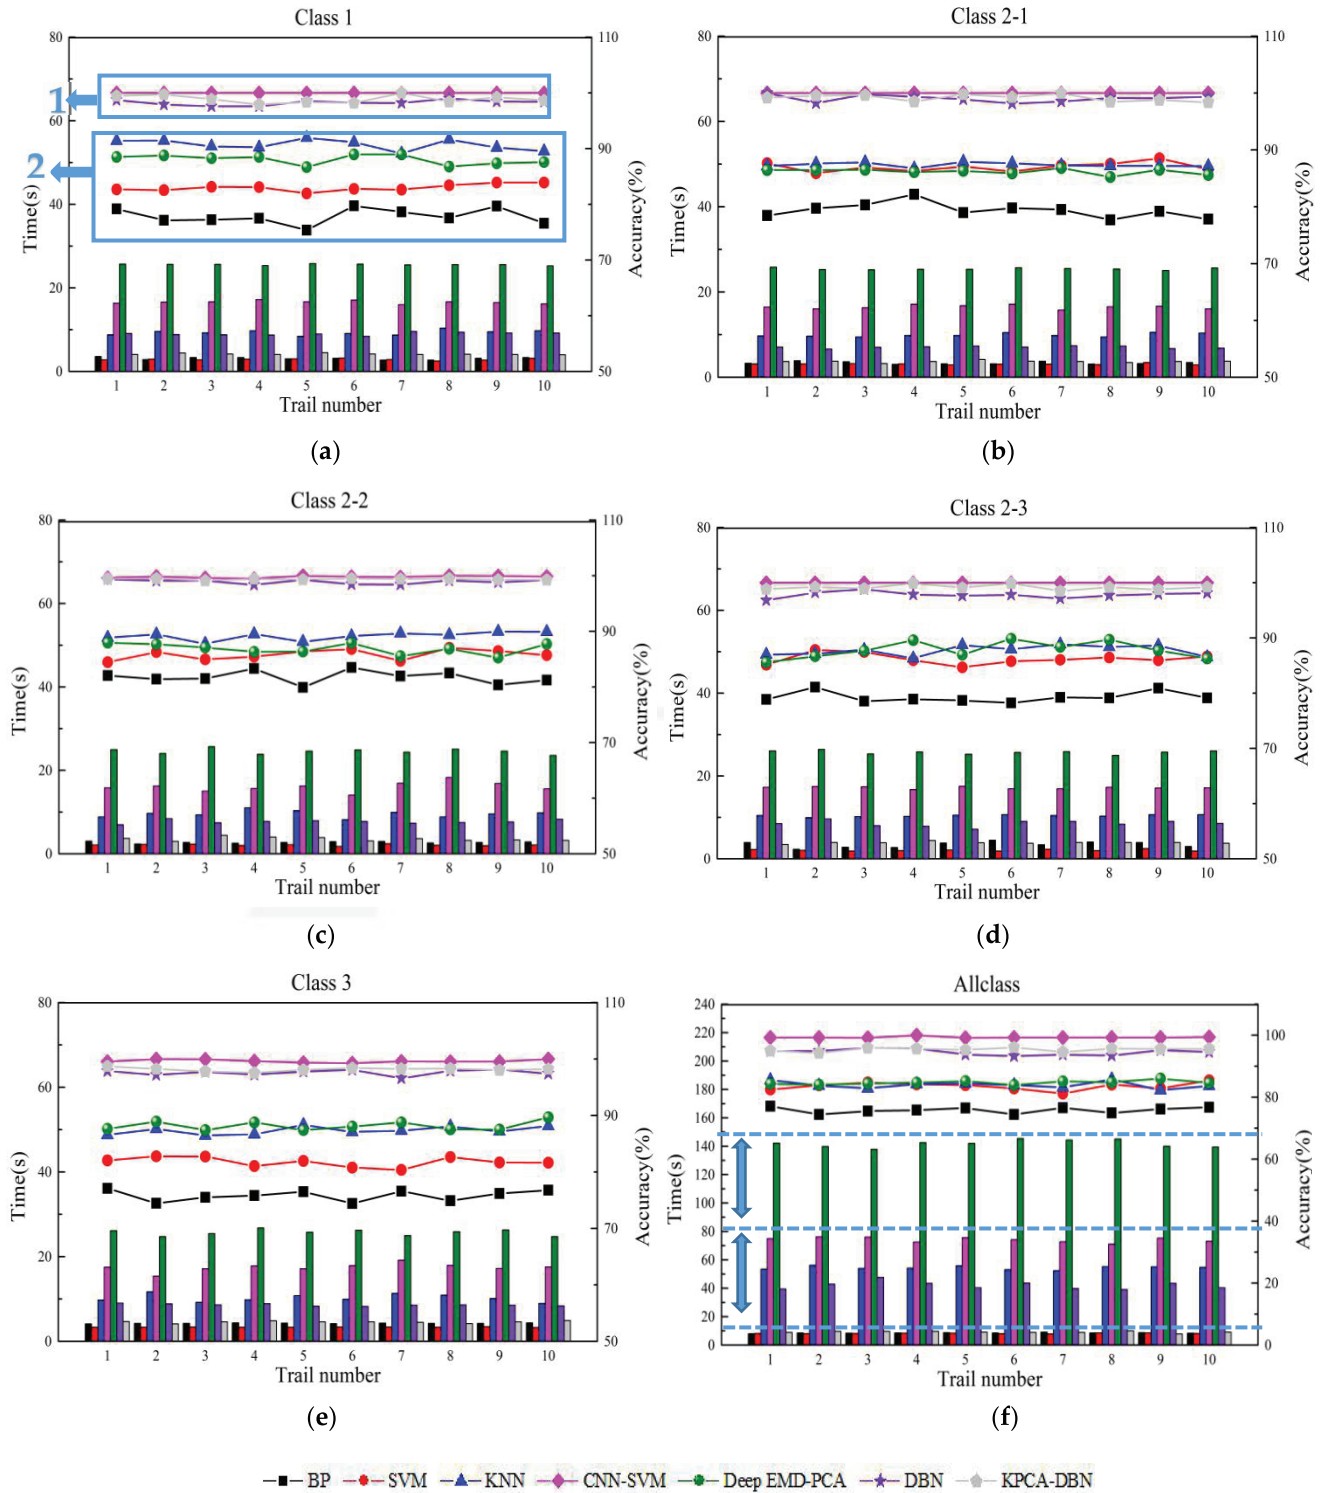 Class 1
80
60
40
20
0
Time(s)
110
90
70
50
Accuracy(%)
1
2
1 2 3 4 5 6 7 8 9 10
Trail number
(a)
Class 2-1
80
60
40
20
0
Time(s)
110
90
70
50
Accuracy(%)
1 2 3 4 5 6 7 8 9 10
Trail number
(b)
Class 2-2
80
60
40
20
0
Time(s)
110
90
70
50
Accuracy(%)
1 2 3 4 5 6 7 8 9 10
Trail number
(c)
Class 2-3
80
60
40
20
0
Time(s)
110
90
70
50
Accuracy(%)
1 2 3 4 5 6 7 8 9 10
Trail number
(d)
Class 3
80
60
40
20
0
Time(s)
110
90
70
50
Accuracy(%)
1 2 3 4 5 6 7 8 9 10
Trail number
(e)
Allclass
240
220
200
180
160
140
120
100
80
60
40
20
0
Time(s)
100
80
60
40
20
0
Accuracy(%)
1 2 3 4 5 6 7 8 9 10
Trail number
(f)
BP SVM KNN CNN-SVM Deep EMD-PCA DBN KPCA-DBN